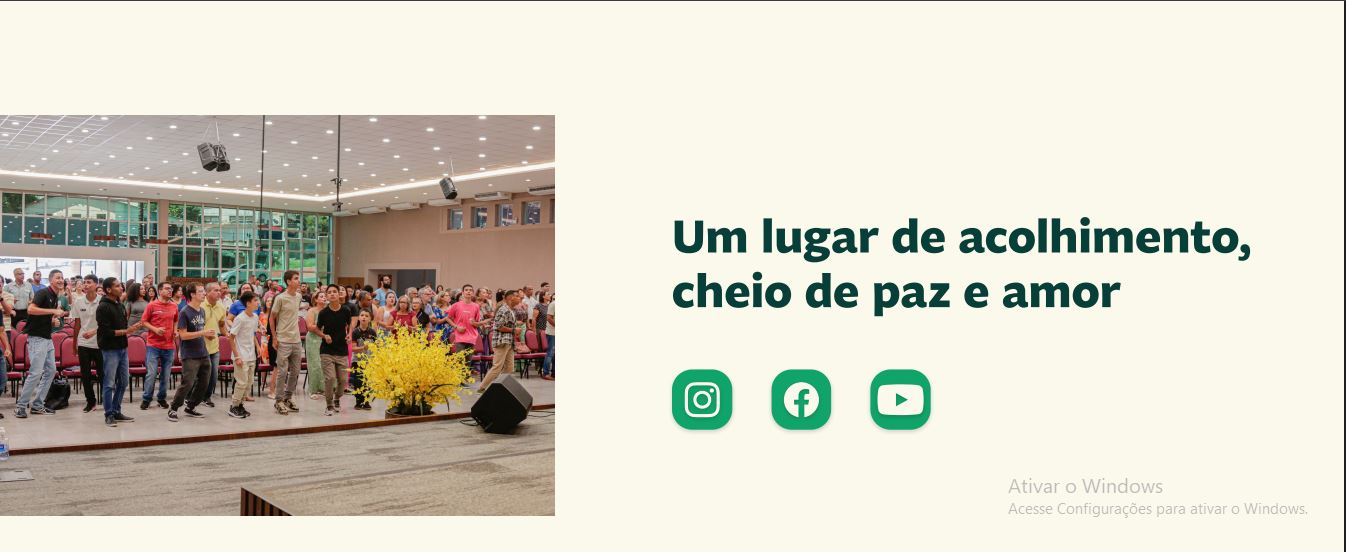 Um lugar de acolhimento,
cheio de paz e amor
Ativar o Windows
Acesse Configurações para ativar o Windows.